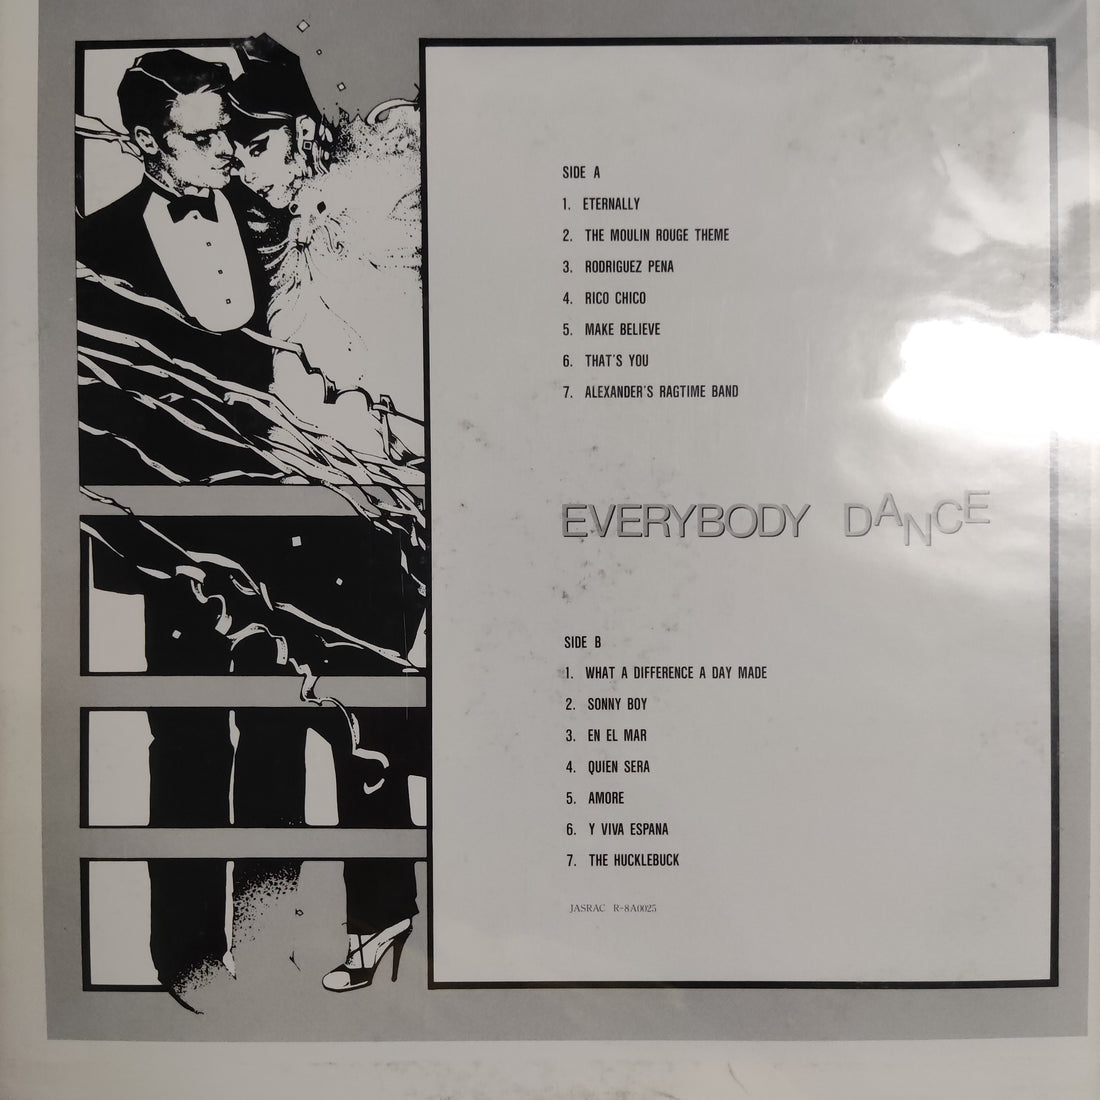 SIDE A
1. ETERNALLY
2. THE MOULIN ROUGE THEME
3. RODRIGUEZ PENA
4. RICO CHICO
5. MAKE BELIEVE
6. THAT'S YOU
7. ALEXANDER'S RAGTIME BAND
EVERYBODY DANCE
SIDE B
1. WHAT A DIFFERENCE A DAY MADE
2. SONNY BOY
3. EN EL MAR
4. QUIEN SERA
5. AMORE
6. Y VIVA ESPANA
7. THE HUCKLEBUCK
JASRAC R-8A0025